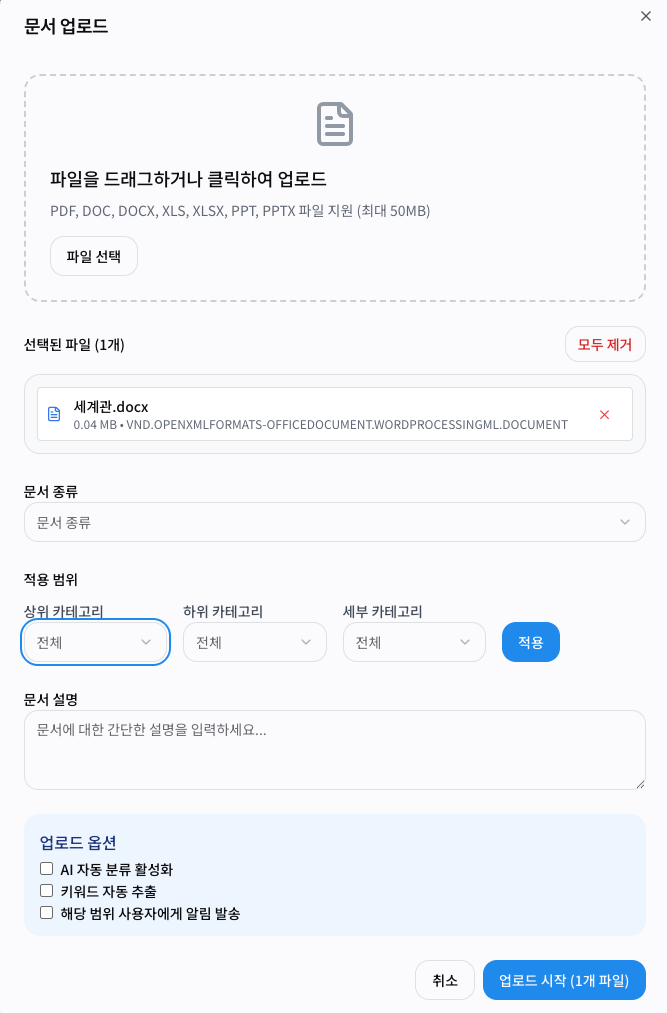 문서 업로드
파일을 드래그하거나 클릭하여 업로드
PDF, DOC, DOCX, XLS, XLSX, PPT, PPTX 파일 지원 (최대 50MB)
파일 선택
선택된 파일 (1개)
모두 제거
세계관.docx
0.04 MB • VND.OPENXMLFORMATS-OFFICEDOCUMENT.WORDPROCESSINGML.DOCUMENT
문서 종류
문서 종류
적용 범위
상위 카테고리 하위 카테고리 세부 카테고리
전체 전체 전체 적용
문서 설명
문서에 대한 간단한 설명을 입력하세요...
업로드 옵션
AI 자동 분류 활성화
키워드 자동 추출
해당 범위 사용자에게 알림 발송
취소 업로드 시작 (1개 파일)